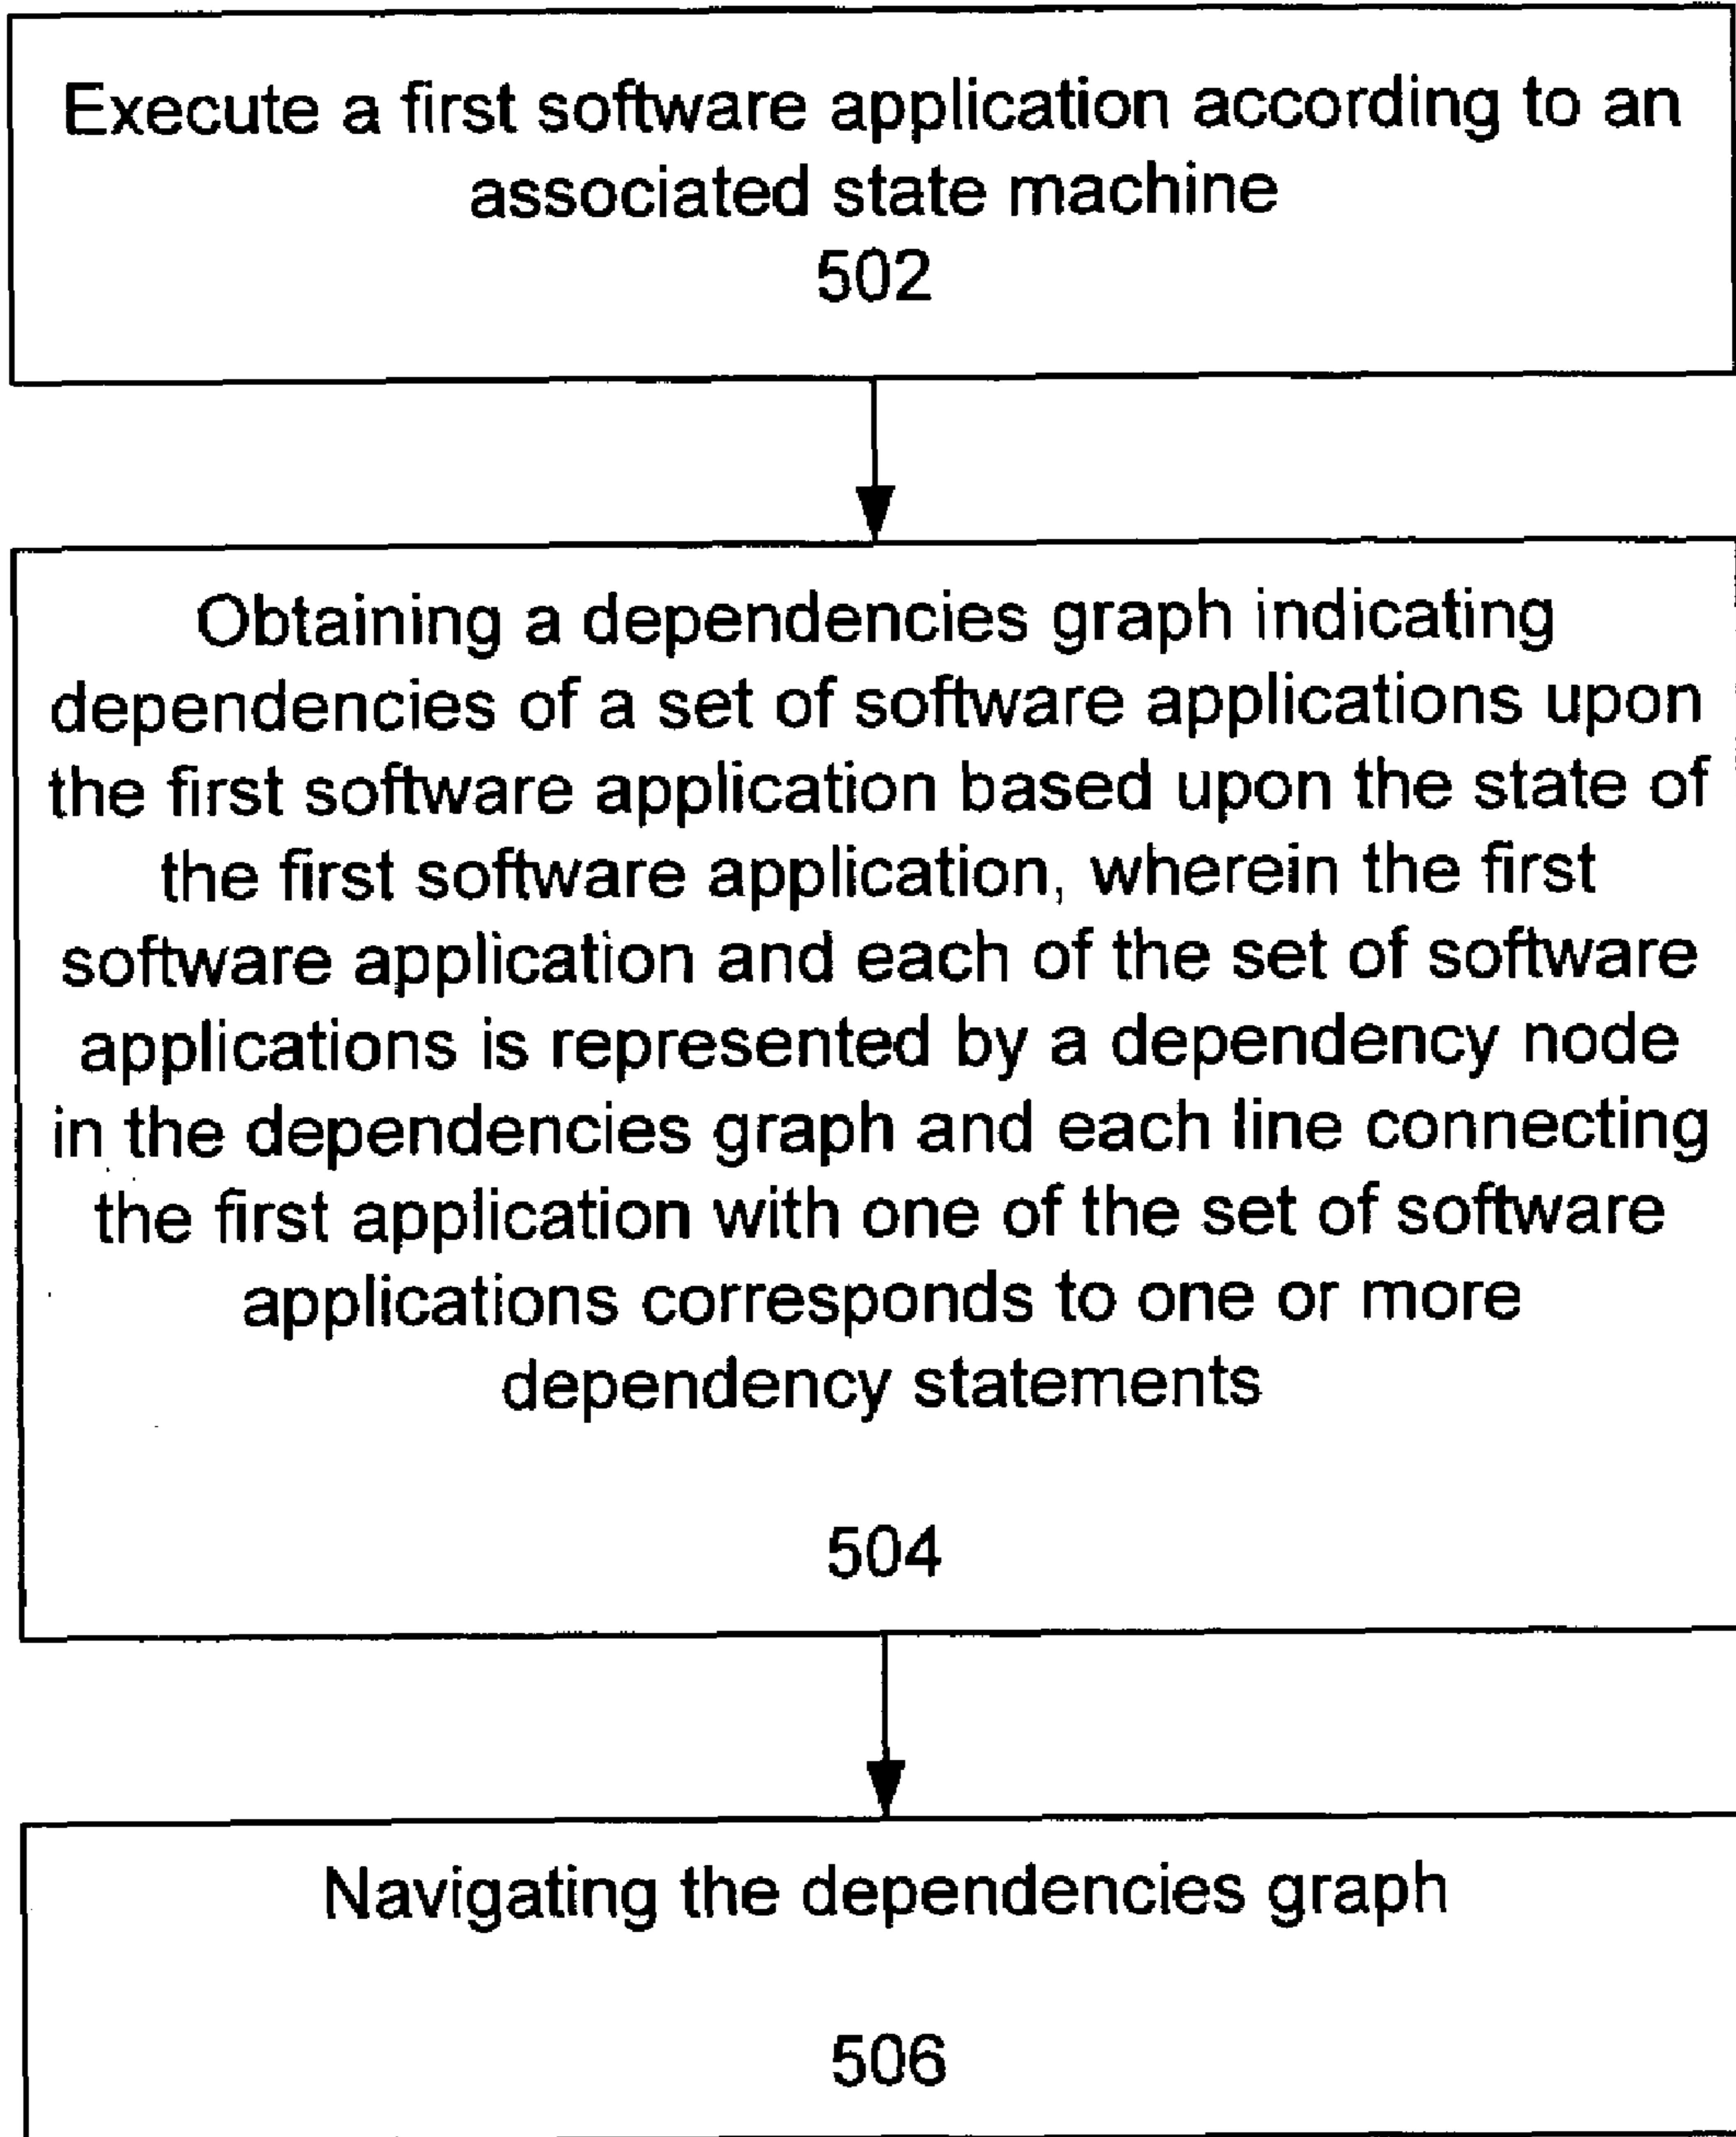 Execute a first software application according to an
associated state machine
502
Obtaining a dependencies graph indicating
dependencies of a set of software applications upon
the first software application based upon the state of
the first software application, wherein the first
software application and each of the set of software
applications is represented by a dependency node
in the dependencies graph and each line connecting
the first application with one of the set of software
applications corresponds to one or more
dependency statements
504
Navigating the dependencies graph
506